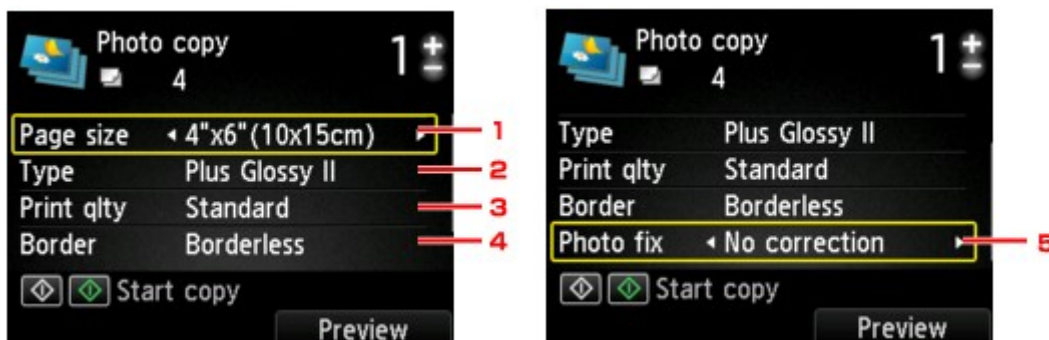 Photo copy
1
4
Page size 4"x6"(10x15cm) 1
Type Plus Glossy II 2
Print qlty Standard 3
Border Borderless 4
Start copy
Preview
Photo copy
1
4
Type Plus Glossy II
Print qlty Standard
Border Borderless
Photo fix No correction 5
Start copy
Preview